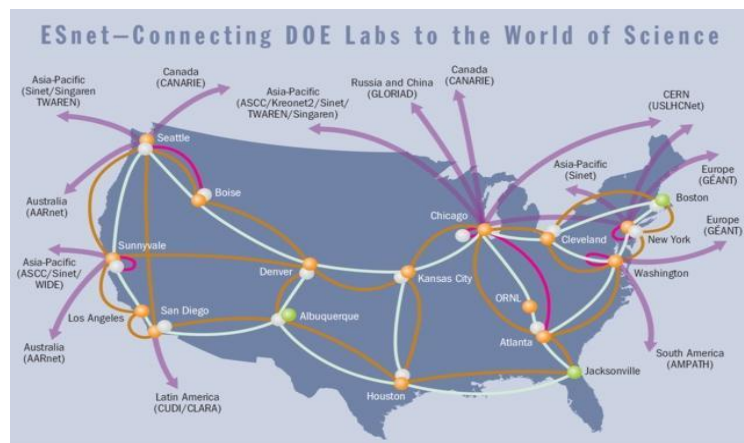 ESnet—Connecting DOE Labs to the World of Science
Asia-Pacific
(Sinet/Singaren
TWAREN)
Canada
(CANARIE)
Asia-Pacific
(ASCC/Kreonet2/Sinet/
TWAREN/Singaren)
Russia and China
(GLORIAD)
Canada
(CANARIE)
CERN
(USLHCNet)
Seattle
Asia-Pacific
(Sinet)
Europe
(GÉANT)
Australia
(AARnet)
Boise
Boston
Chicago
Europe
(GÉANT)
Sunnyvale
Cleveland
New York
Asia-Pacific
(ASCC/Sinet/
WIDE)
Denver
Kansas City
Washington
Los Angeles
San Diego
Albuquerque
ORNL
Atlanta
Australia
(AARnet)
South America
(AMPATH)
Jacksonville
Latin America
(CUDI/CLARA)
Houston